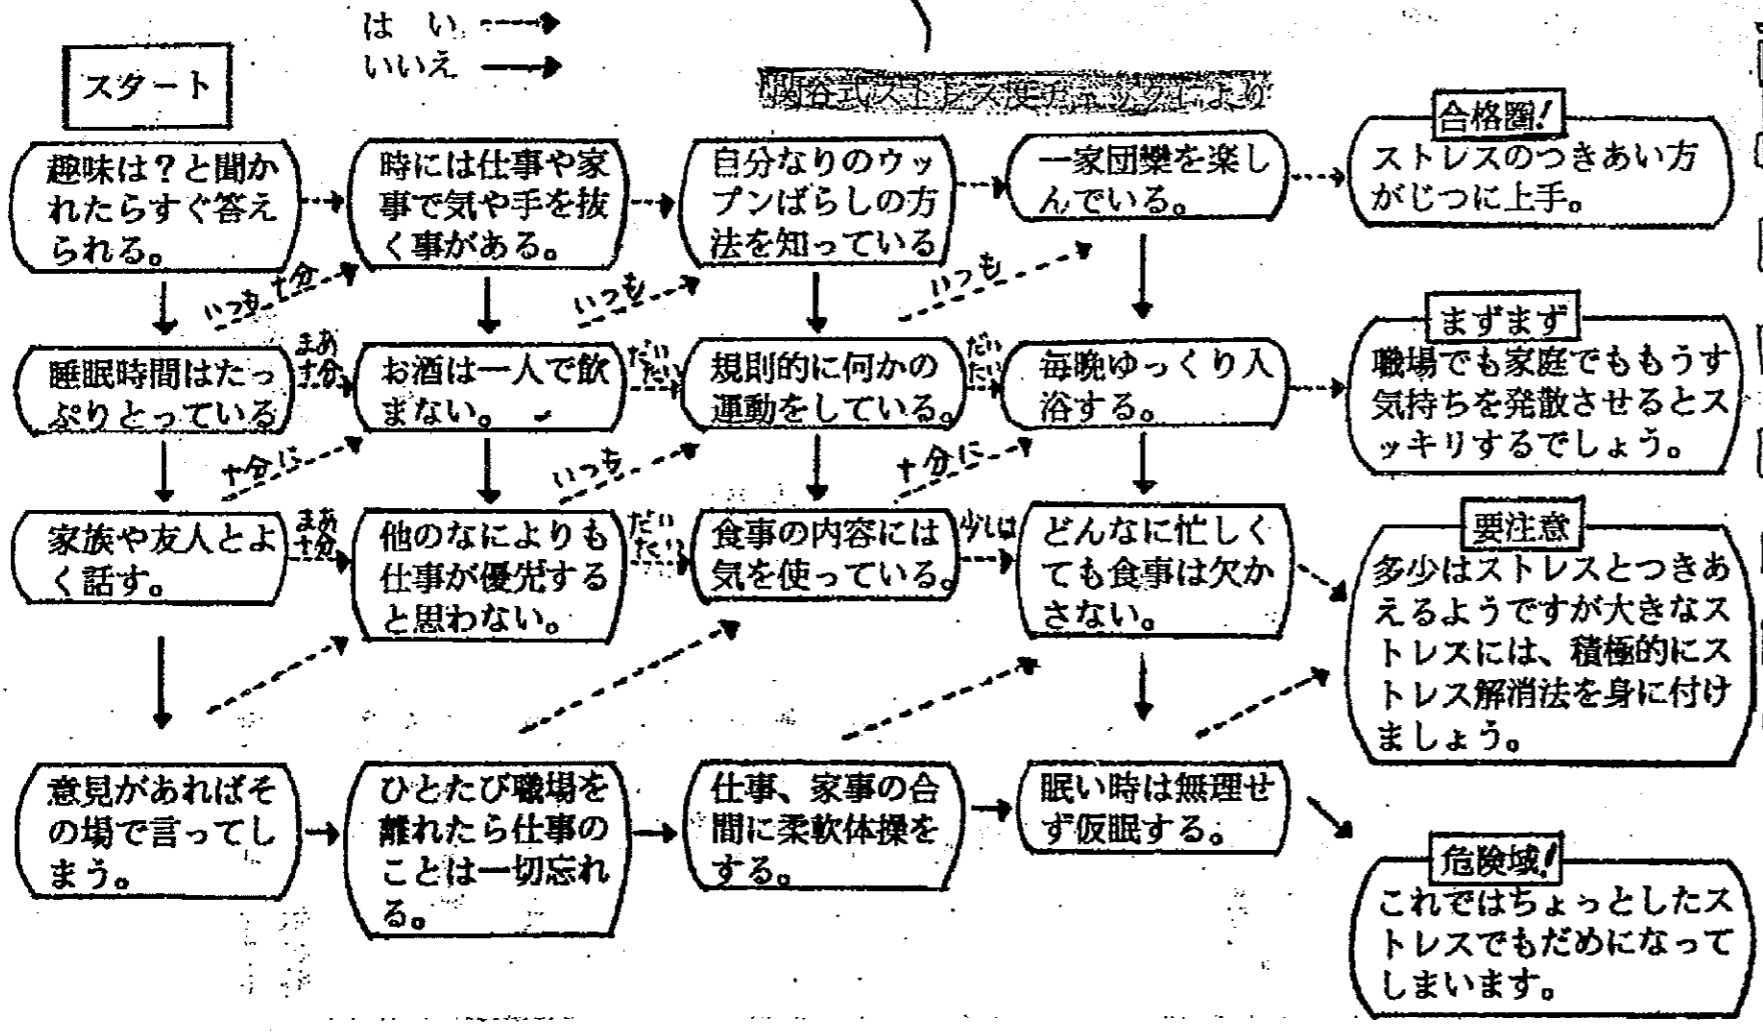 はい
いいえ
スタート
関谷式ストレス度チェックより
趣味は？と聞か
れたらすぐ答え
られる。
時には仕事や家
事で気や手を抜
く事がある。
自分なりのウッ
プンばらしの方
法を知っている
一家団欒を楽し
んでいる。
合格圏！
ストレスのつきあい方
がじつに上手。
いつも十分
いつも
いつも
睡眠時間はたっ
ぷりとっている
まあ
十分
お酒は一人で飲
まない。
だい
たい
規則的に何かの
運動をしている。
だい
たい
毎晩ゆっくり入
浴する。
まずまず
職場でも家庭でももうす
気持ちを発散させるとス
ッキリするでしょう。
十分に
いつも
十分に
家族や友人とよ
く話す。
まあ
十分
他のなによりも
仕事が優先する
と思わない。
だい
たい
食事の内容には
気を使っている。
少しは
どんなに忙しく
ても食事は欠か
さない。
要注意
多少はストレスとつきあ
えるようですが大きなス
トレスには、積極的にス
トレス解消法を身に付け
ましょう。
意見があればそ
の場で言ってし
まう。
ひとたび職場を
離れたら仕事の
ことは一切忘れ
る。
仕事、家事の合
間に柔軟体操を
する。
眠い時は無理せ
ず仮眠する。
危険域！
これではちょっとしたス
トレスでもだめになって
しまいます。